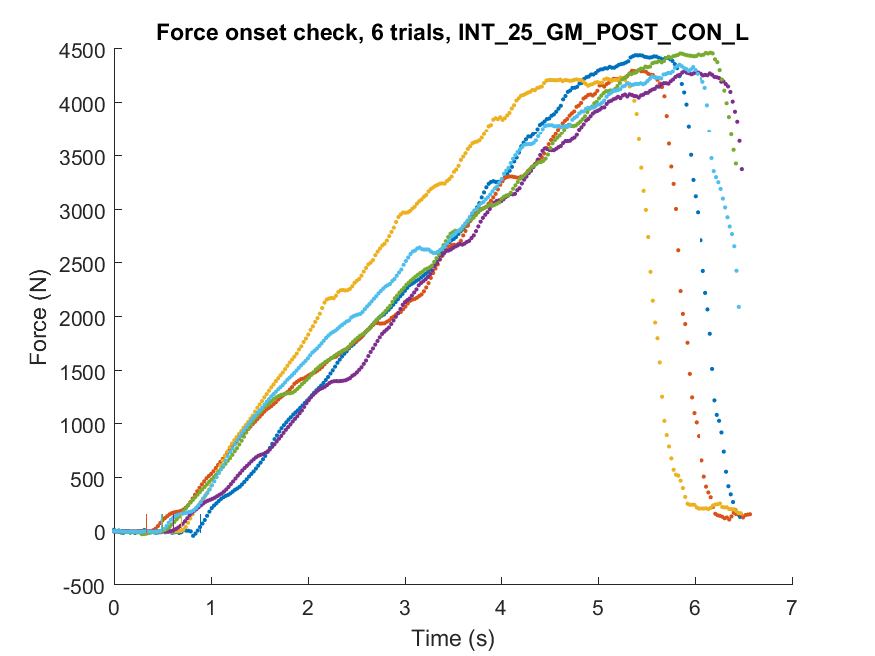 Force onset check, 6 trials, INT_25_GM_POST_CON_L
4500
4000
3500
3000
2500
2000
1500
1000
500
0
-500
Force (N)
0 1 2 3 4 5 6 7
Time (s)